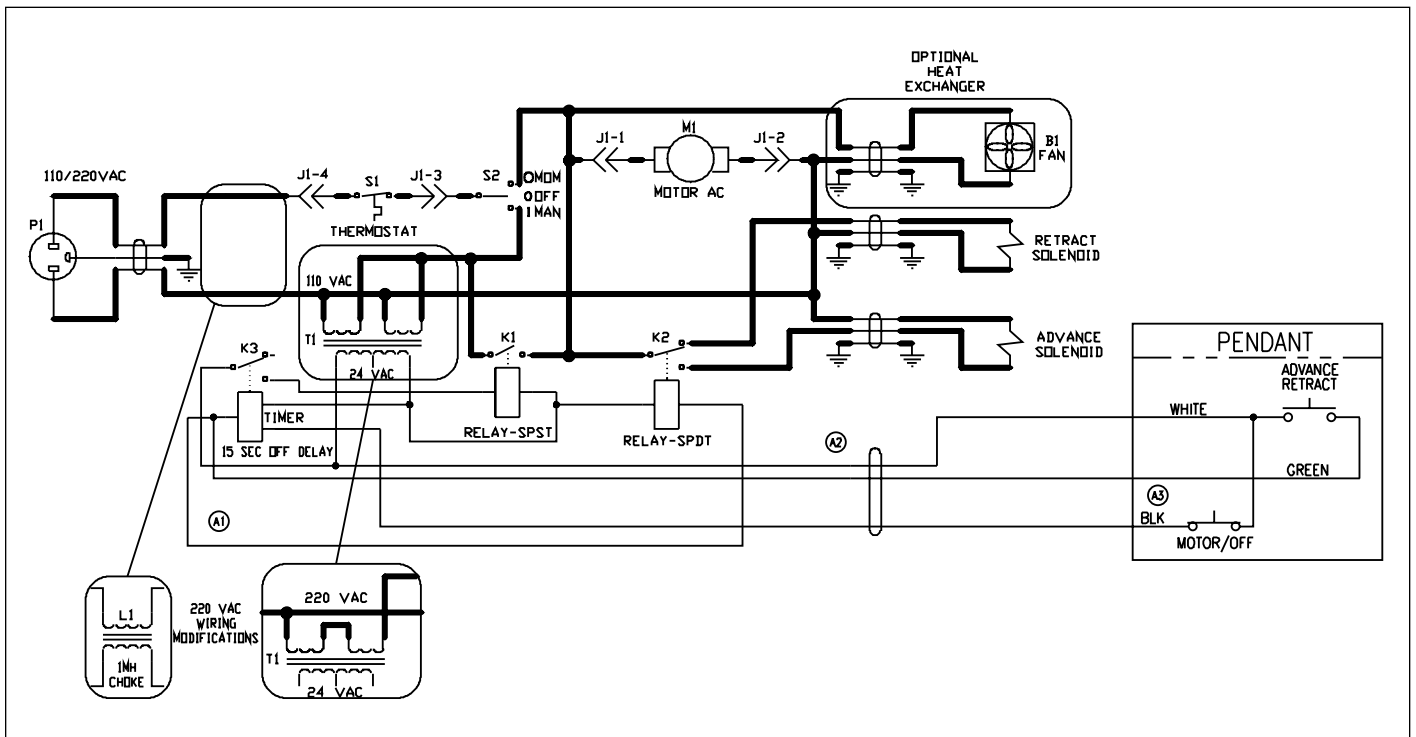 OPTIONAL
HEAT
EXCHANGER
110/220VAC
P1
J1-4
S1
J1-3
S2
0MOM
0 OFF
1 MAN
THERMOSTAT
J1-1
M1
J1-2
MOTOR AC
B1
FAN
RETRACT
SOLENOID
110 VAC
T1
24 VAC
K3
K1
K2
ADVANCE
SOLENOID
TIMER
15 SEC OFF DELAY
RELAY-SPST
RELAY-SPDT
PENDANT
ADVANCE
RETRACT
WHITE
A2
GREEN
A3
A1
BLK
MOTOR/OFF
L1
1MH
CHOKE
220 VAC
WIRING
MODIFICATIONS
220 VAC
T1
24 VAC